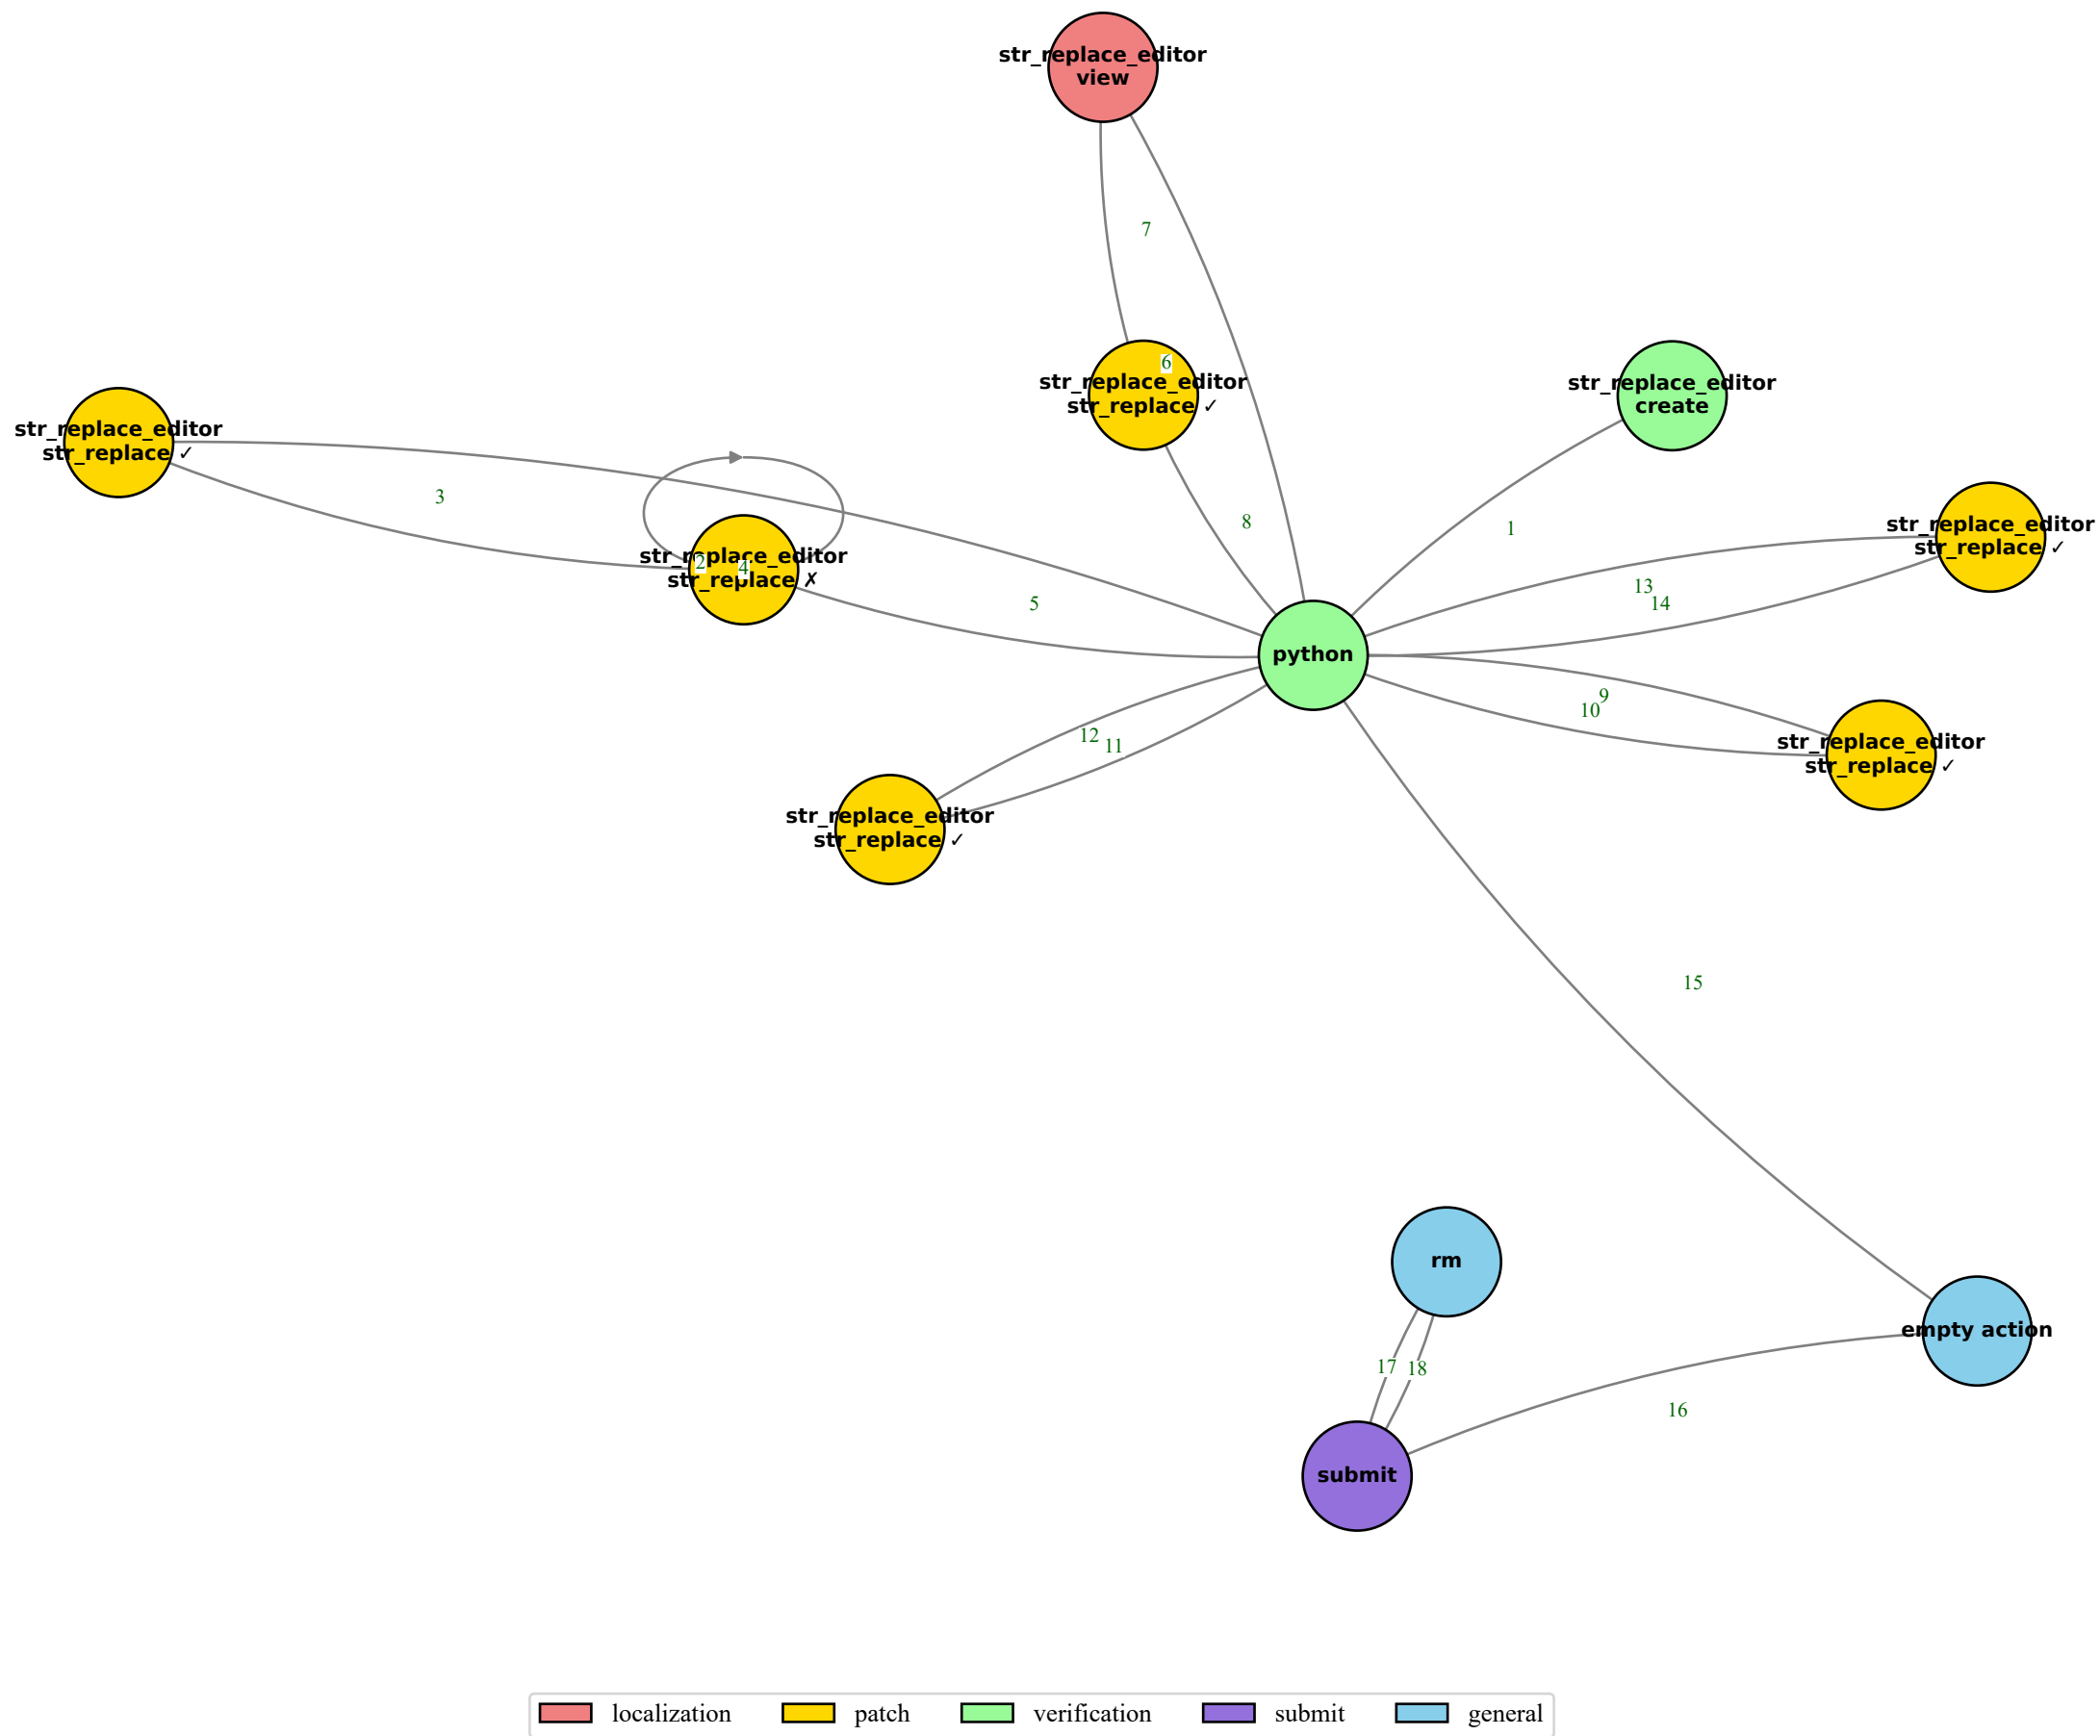 str_replace_editor
view
7
6
str_replace_editor
str_replace ✓
str_replace_editor
create
str_replace_editor
str_replace ✓
3
8
1
str_replace_editor
str_replace ✓
2
4
str_replace_editor
str_replace ✗
5
13
14
python
9
10
12
11
str_replace_editor
str_replace ✓
str_replace_editor
str_replace ✓
15
rm
empty action
17
18
16
submit
localization
patch
verification
submit
general